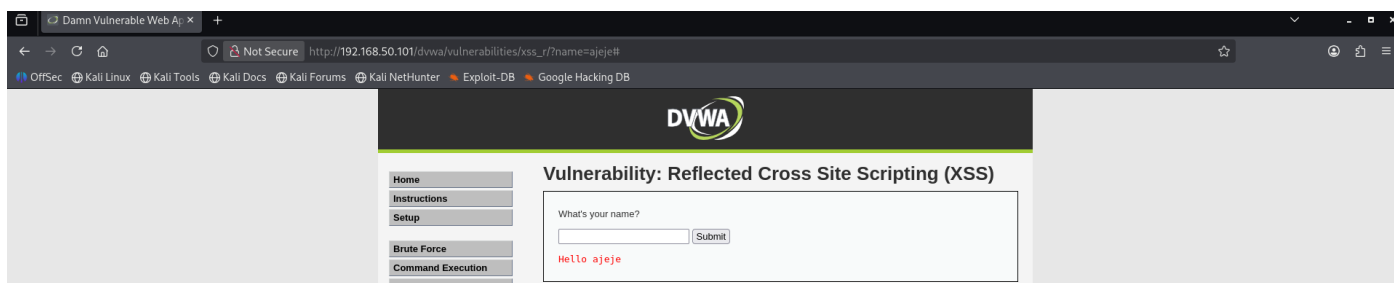 Damn Vulnerable Web Ap
Not Secure http://192.168.50.101/dvwa/vulnerabilities/xss_r/?name=ajeje#
OffSec Kali Linux Kali Tools Kali Docs Kali Forums Kali NetHunter Exploit-DB Google Hacking DB
DVWA
Home
Instructions
Setup
Brute Force
Command Execution
Vulnerability: Reflected Cross Site Scripting (XSS)
What's your name?
Submit
Hello ajeje